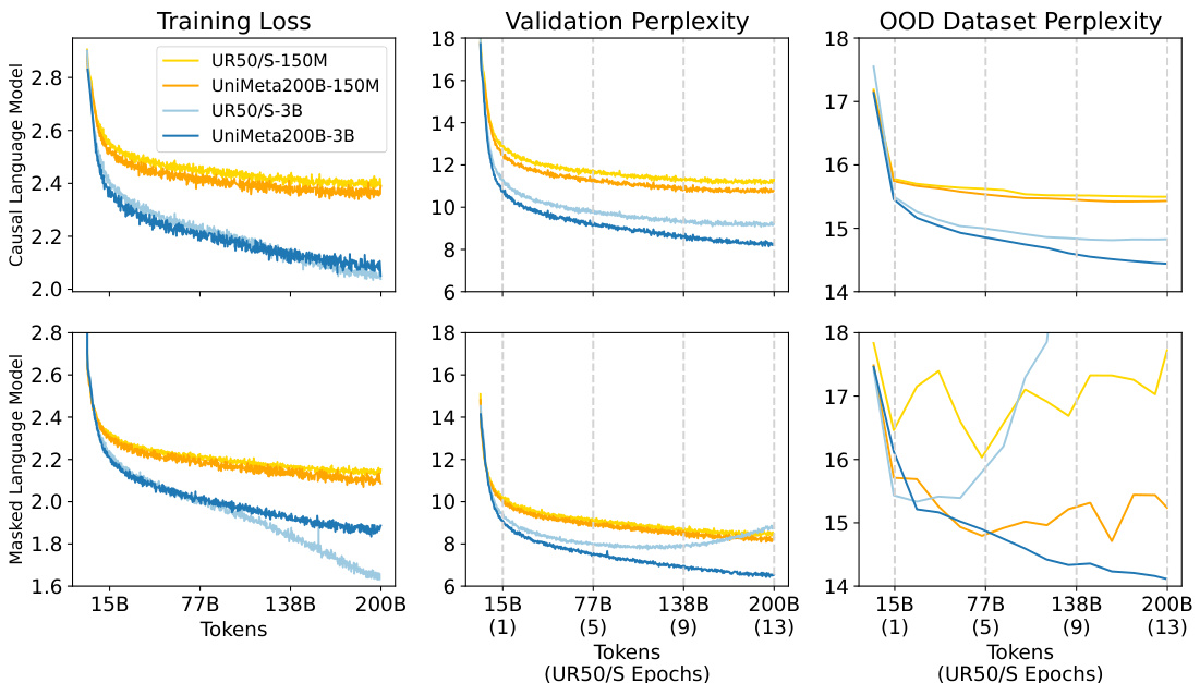 Training Loss
Validation Perplexity
OOD Dataset Perplexity
Causal Language Model
2.8
2.6
2.4
2.2
2.0
UR50/S-150M
UniMeta200B-150M
UR50/S-3B
UniMeta200B-3B
18
16
14
12
10
8
6
18
17
16
15
14
Masked Language Model
2.8
2.6
2.4
2.2
2.0
1.8
1.6
18
16
14
12
10
8
6
18
17
16
15
14
15B 77B 138B 200B
Tokens
15B 77B 138B 200B
(1) (5) (9) (13)
Tokens
(UR50/S Epochs)
15B 77B 138B 200B
(1) (5) (9) (13)
Tokens
(UR50/S Epochs)